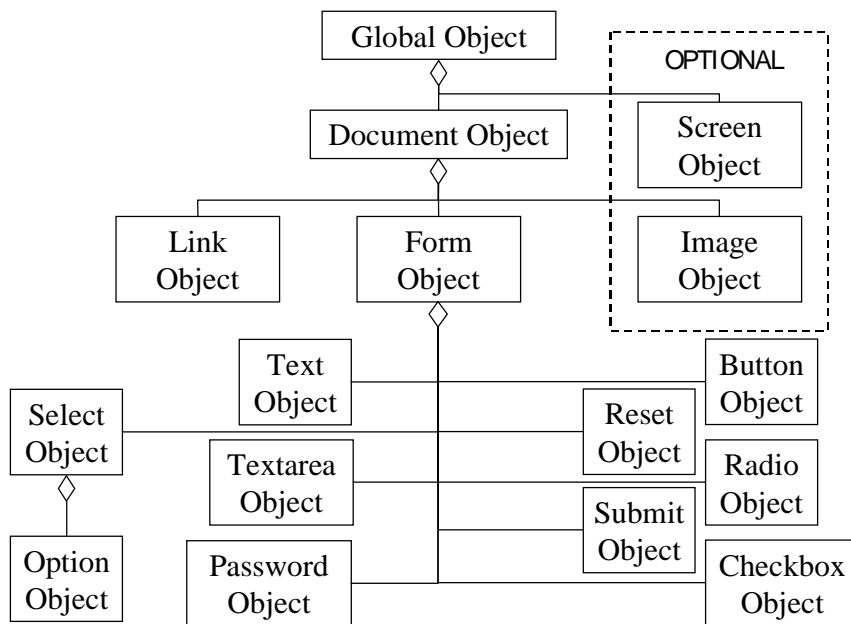 Global Object
OPTIONAL
Document Object
Screen
Object
Link
Object
Form
Object
Image
Object
Text
Object
Button
Object
Select
Object
Reset
Object
Textarea
Object
Radio
Object
Submit
Object
Option
Object
Password
Object
Checkbox
Object